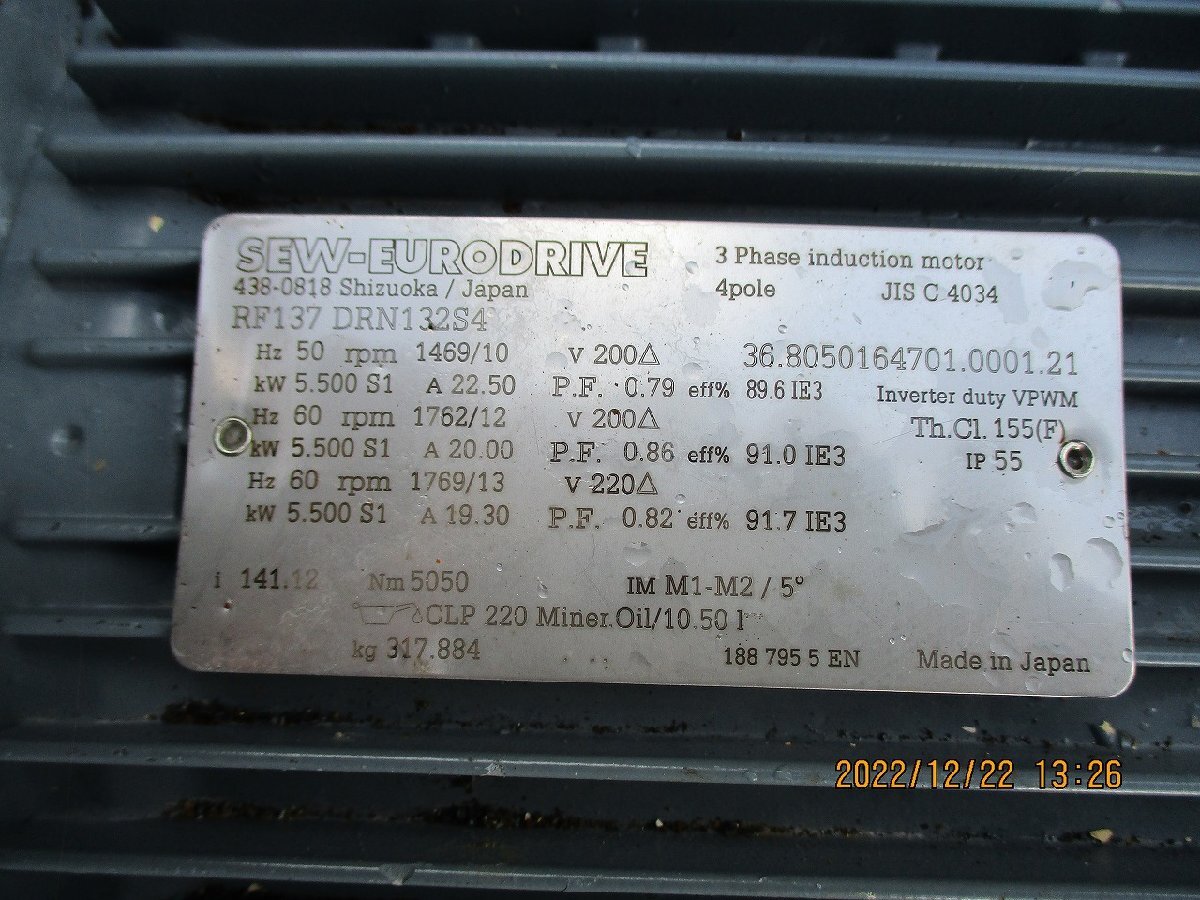 SEW-EURODRIVE
438-0818 Shizuoka / Japan
3 Phase induction motor
4pole JIS C 4034
RF137 DRN132S4
Hz 50 rpm 1469/10 V 200Δ 36.8050164701.0001.21
kW 5.500 S1 A 22.50 P.F. 0.79 eff% 89.6 IE3 Inverter duty VPWM
Hz 60 rpm 1762/12 V 200Δ Th.Cl. 155(F)
kW 5.500 S1 A 20.00 P.F. 0.86 eff% 91.0 IE3 IP 55
Hz 60 rpm 1769/13 V 220Δ
kW 5.500 S1 A 19.30 P.F. 0.82 eff% 91.7 IE3
i 141.12 Nm 5050 IM M1-M2 / 5°
CLP 220 Miner.Oil/10.50 l
kg 317.884 188 795 5 EN Made in Japan
2022/12/22 13:26